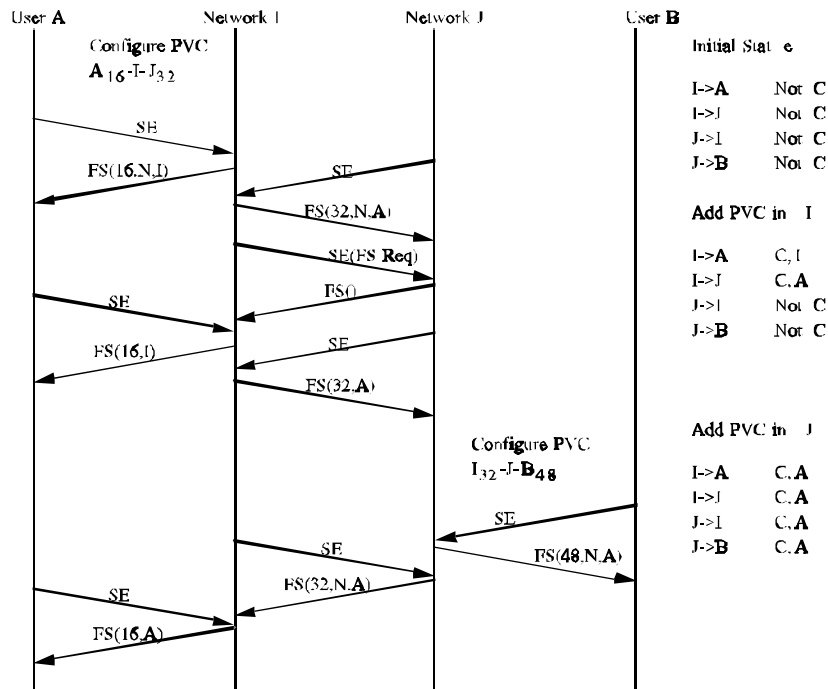 User A Network I Network J User B
Configure PVC
A16-I-J32
Initial State
I->A Not C
I->J Not C
J->I Not C
J->B Not C
SE
FS(16,N,I)
SE
FS(32,N,A)
Add PVC in I
SE(FS Req)
I->A C,I
I->J C,A
FS()
SE
J->I Not C
J->B Not C
SE
FS(16,I)
FS(32,A)
Add PVC in J
Configure PVC
I32-J-B48
I->A C,A
I->J C,A
J->I C,A
J->B C,A
SE
SE
FS(48,N,A)
FS(32,N,A)
SE
FS(16,A)